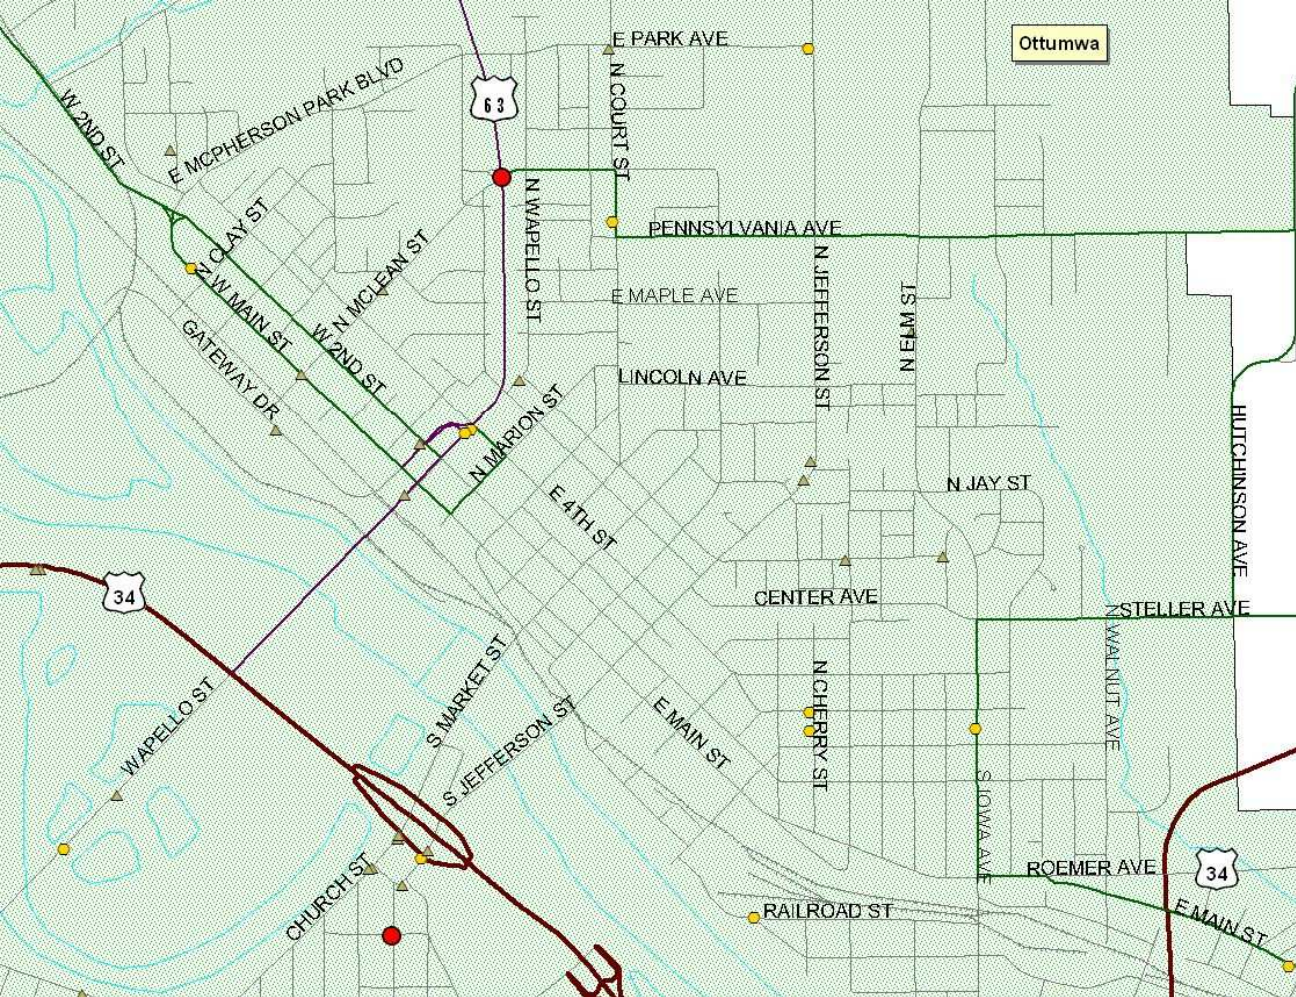 Ottumwa
E PARK AVE
N COURT ST
E MCPHERSON PARK BLVD
63
W 2ND ST
N CLAY ST
N WAPELLO ST
PENNSYLVANIA AVE
N MCLEAN ST
N JEFFERSON ST
N ELM ST
E MAPLE AVE
W MAIN ST
W 2ND ST
GATEWAY DR
LINCOLN AVE
N MARION ST
HUTCHINSON AVE
N JAY ST
E 4TH ST
34
CENTER AVE
STELLER AVE
N WALNUT AVE
S MARKET ST
N CHERRY ST
WAPELLO ST
S JEFFERSON ST
E MAIN ST
S IOWA AVE
ROEMER AVE
34
CHURCH ST
RAILROAD ST
E MAIN ST